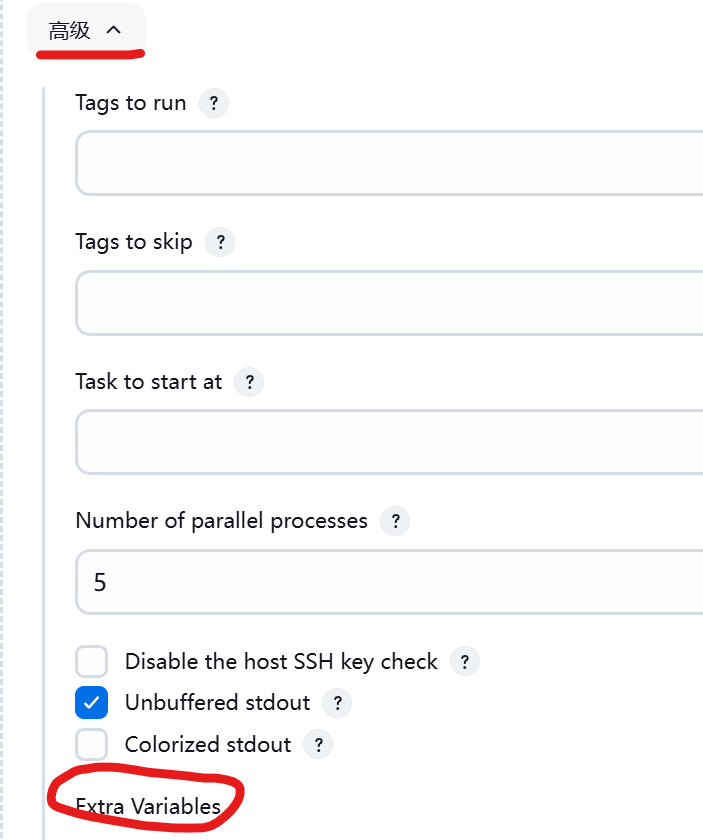 高级
Tags to run ?
Tags to skip ?
Task to start at ?
Number of parallel processes ?
5
Disable the host SSH key check ?
Unbuffered stdout ?
Colorized stdout ?
Extra Variables